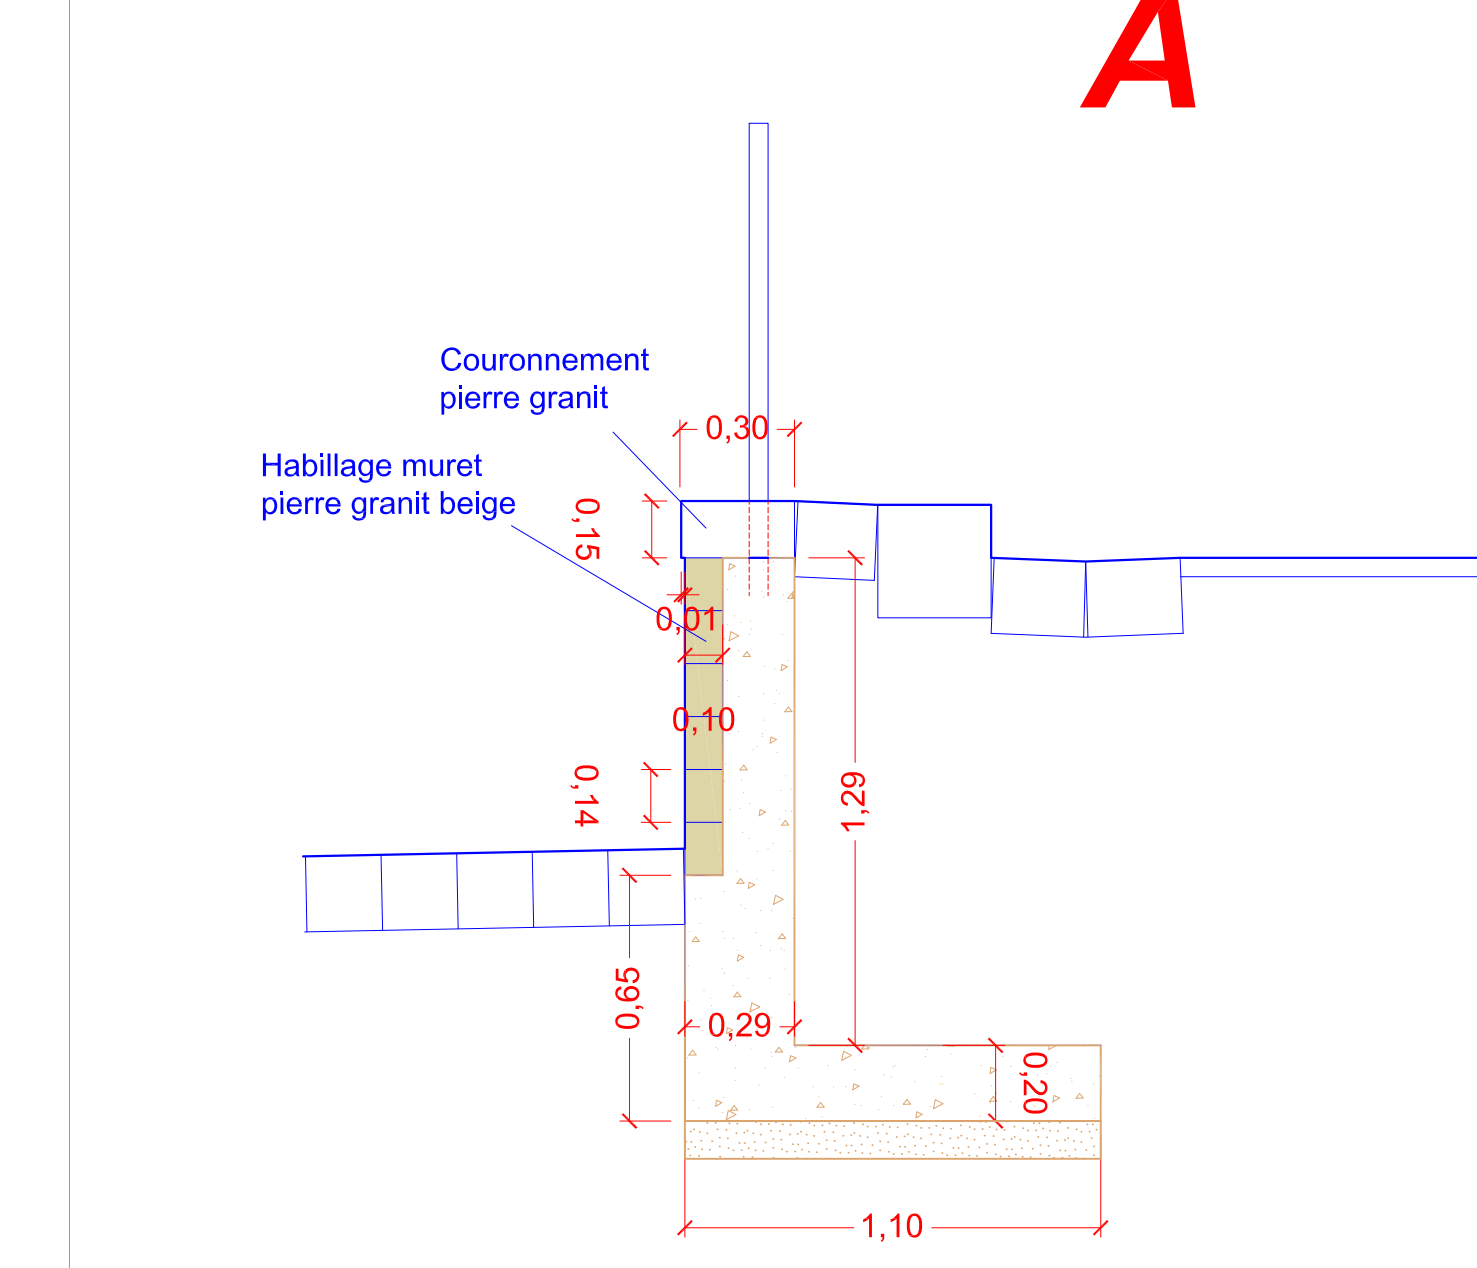 A
Couronnement
pierre granit
0,30
Habillage muret
pierre granit beige
0,15
0,01
0,10
0,14
1,29
0,65
0,29
0,20
1,10